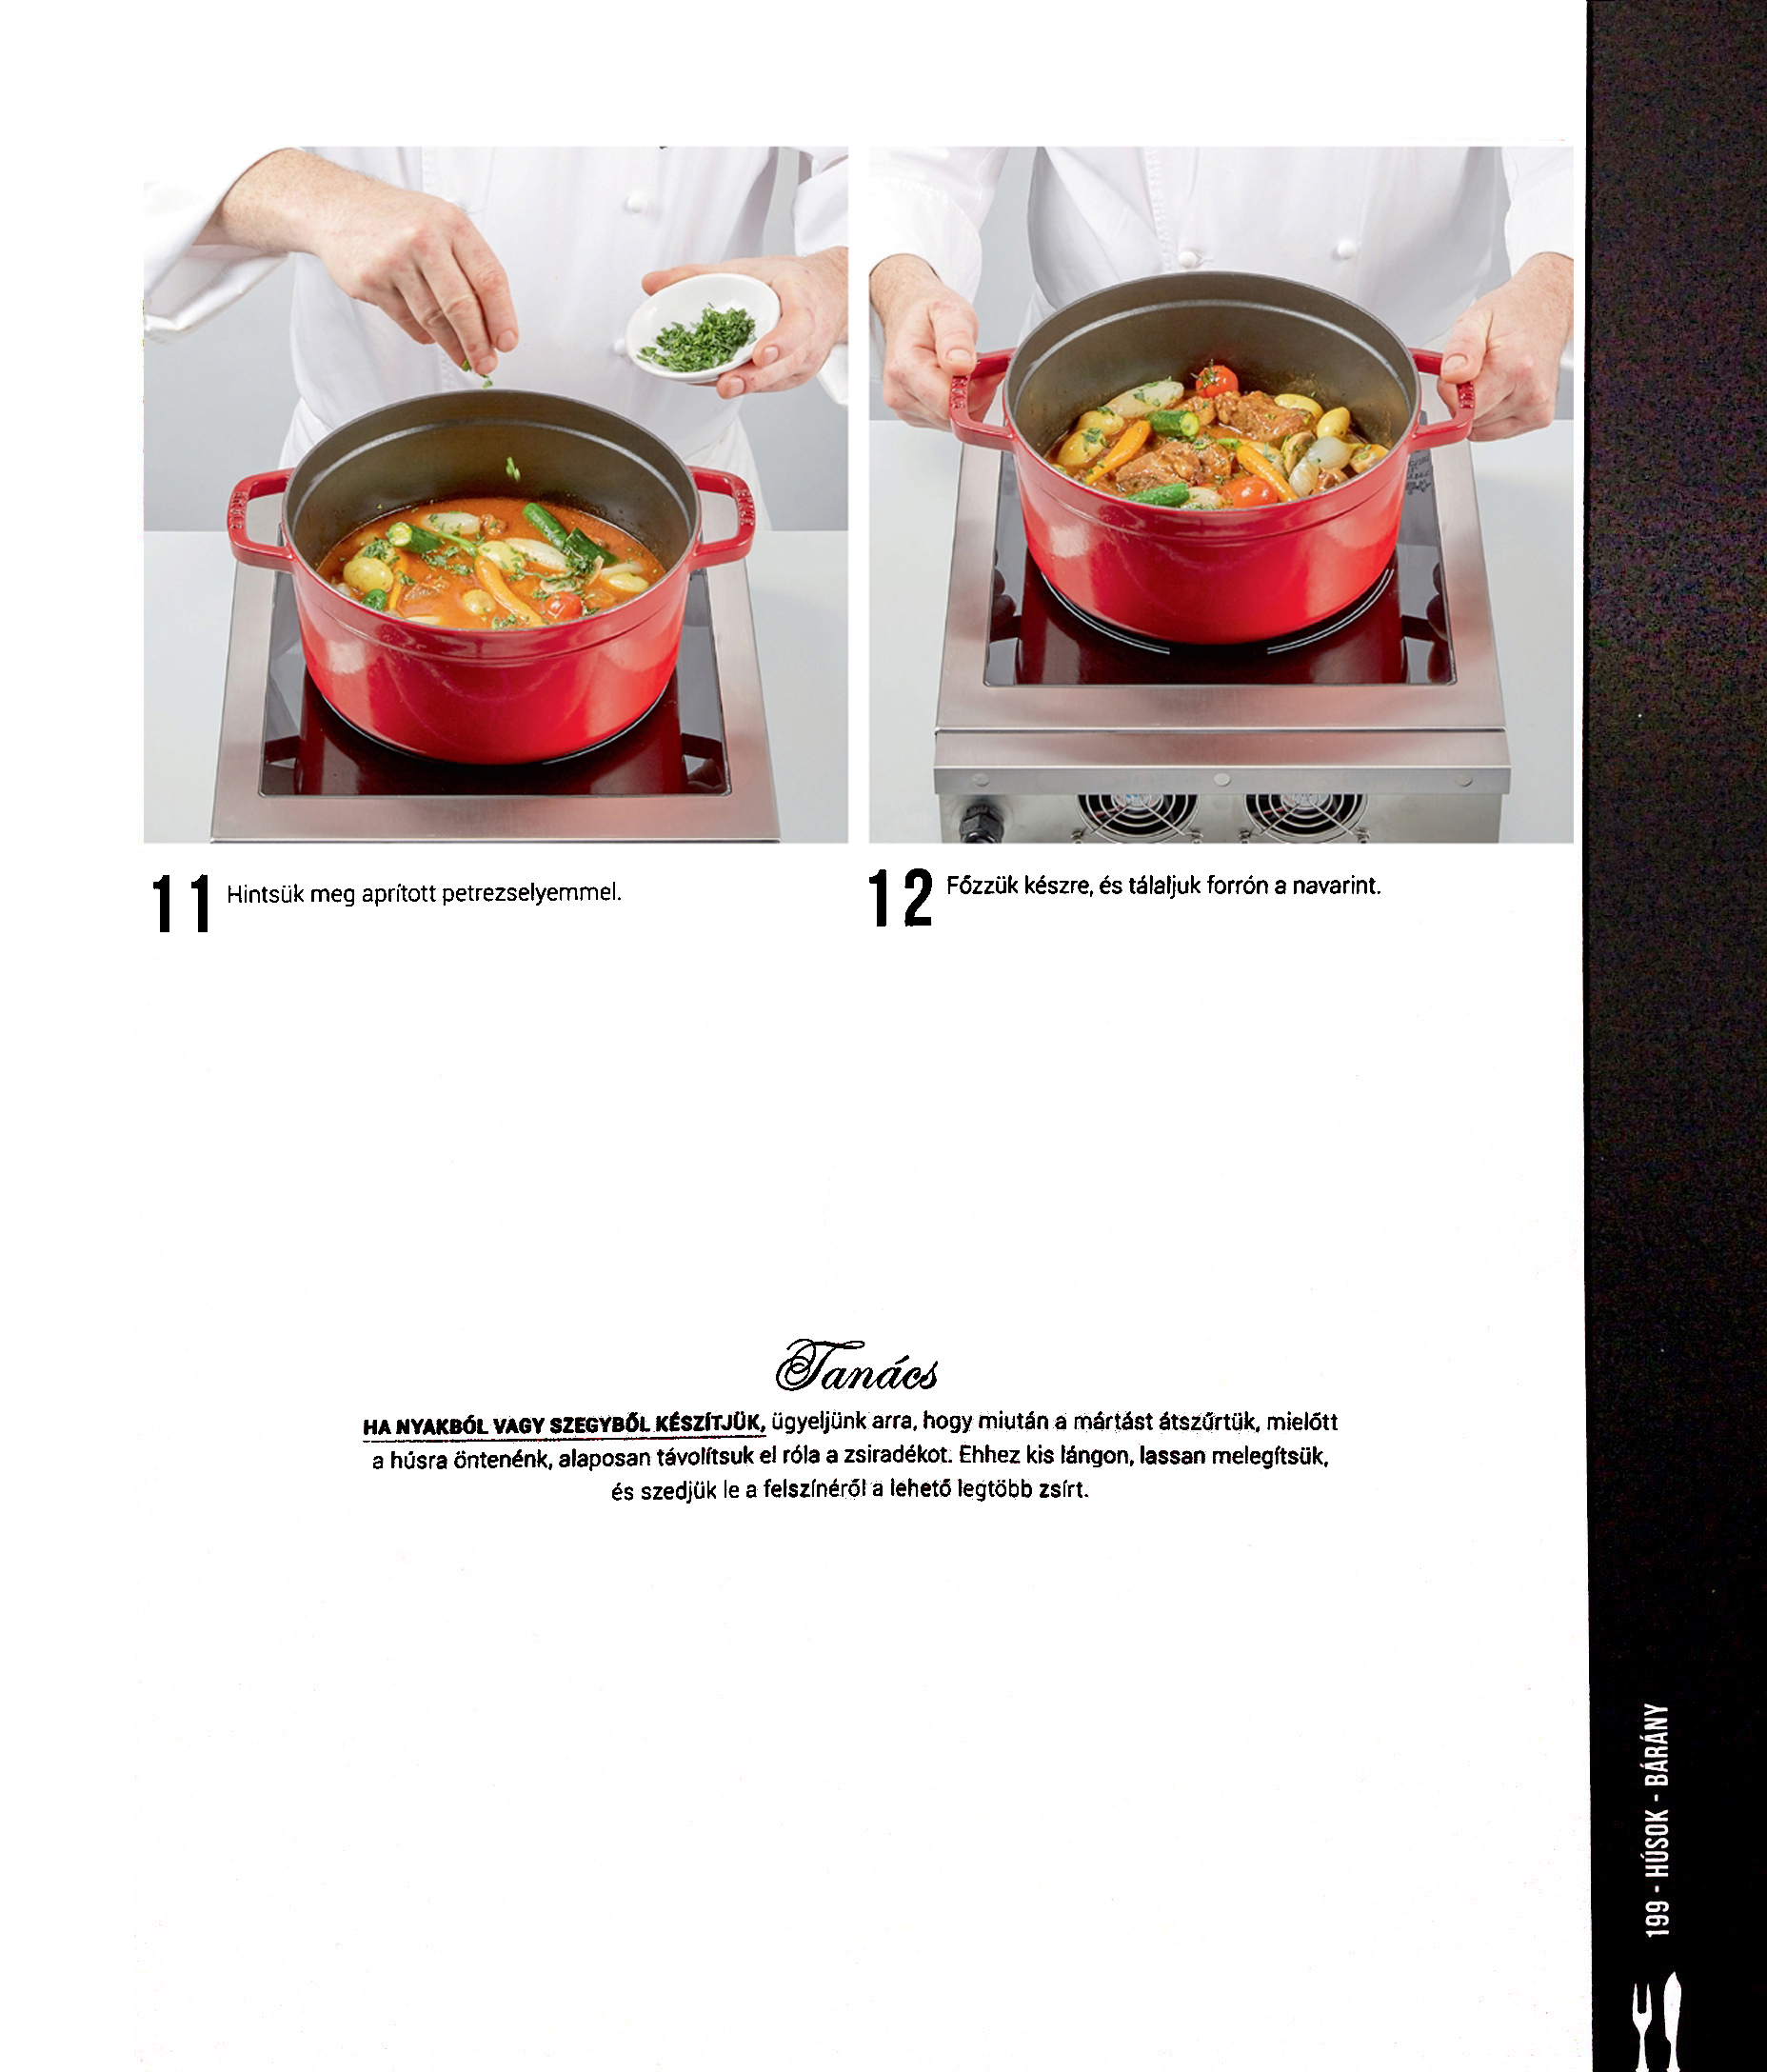 11 Hintsük meg aprított petrezselyemmel.
12 Főzzük készre, és tálaljuk forrón a navarint.
Tanács
HA NYAKBÓL VAGY SZEGYBŐL KÉSZÍTJÜK, ügyeljünk arra, hogy miután a mártást átszűrtük, mielőtt
a húsra öntenénk, alaposan távolítsuk el róla a zsiradékot. Ehhez kis lángon, lassan melegítsük,
és szedjük le a felszínéről a lehető legtöbb zsírt.
199 - HÚSOK - BÁRÁNY